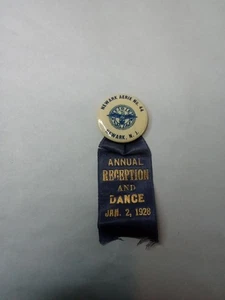 NEWARK AERIE NO. 44
NEWARK, N. J.
ANNUAL
RECEPTION
AND
DANCE
JAN. 2, 1928